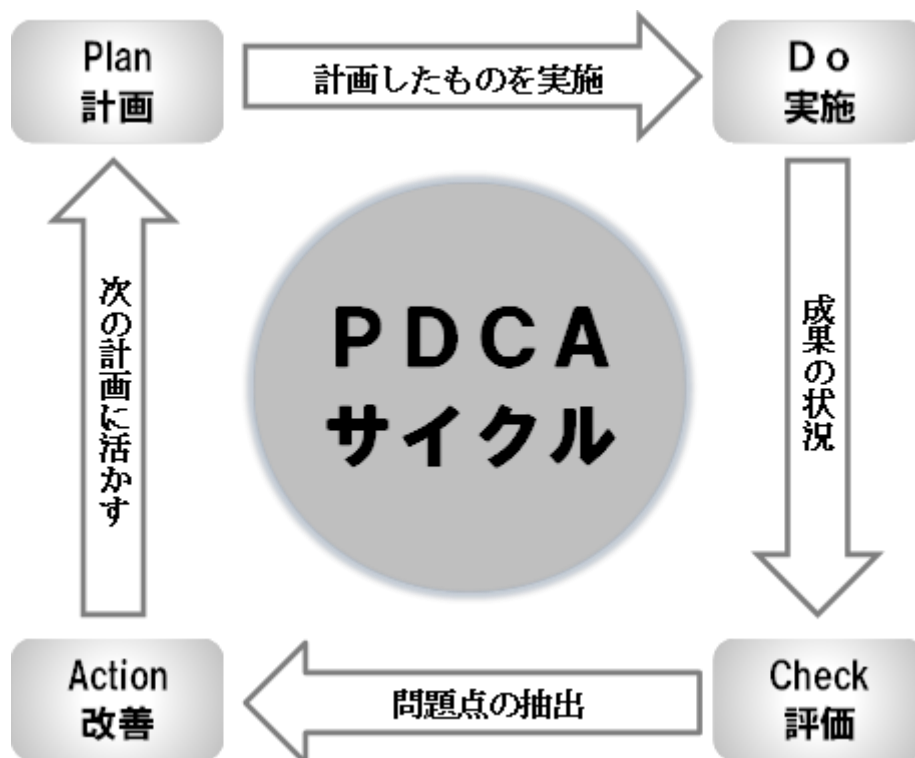 Plan
計画
計画したものを実施
Ｄｏ
実施
次の計画に活かす
ＰＤＣＡ
サイクル
成果の状況
Action
改善
問題点の抽出
Check
評価